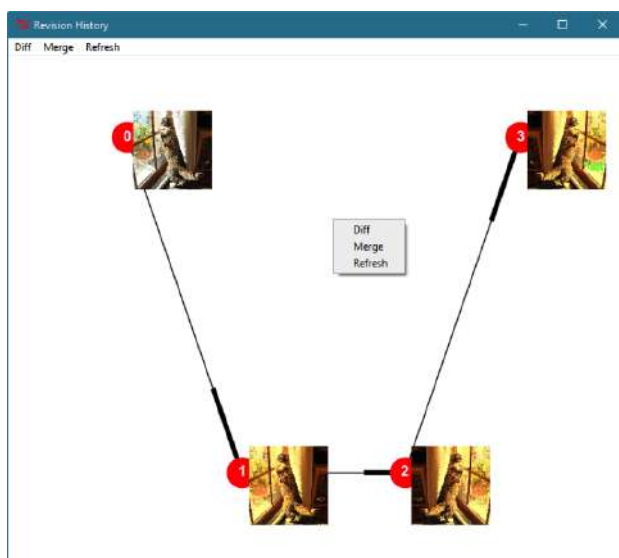 Revision History
Diff Merge Refresh
0
3
Diff
Merge
Refresh
1
2